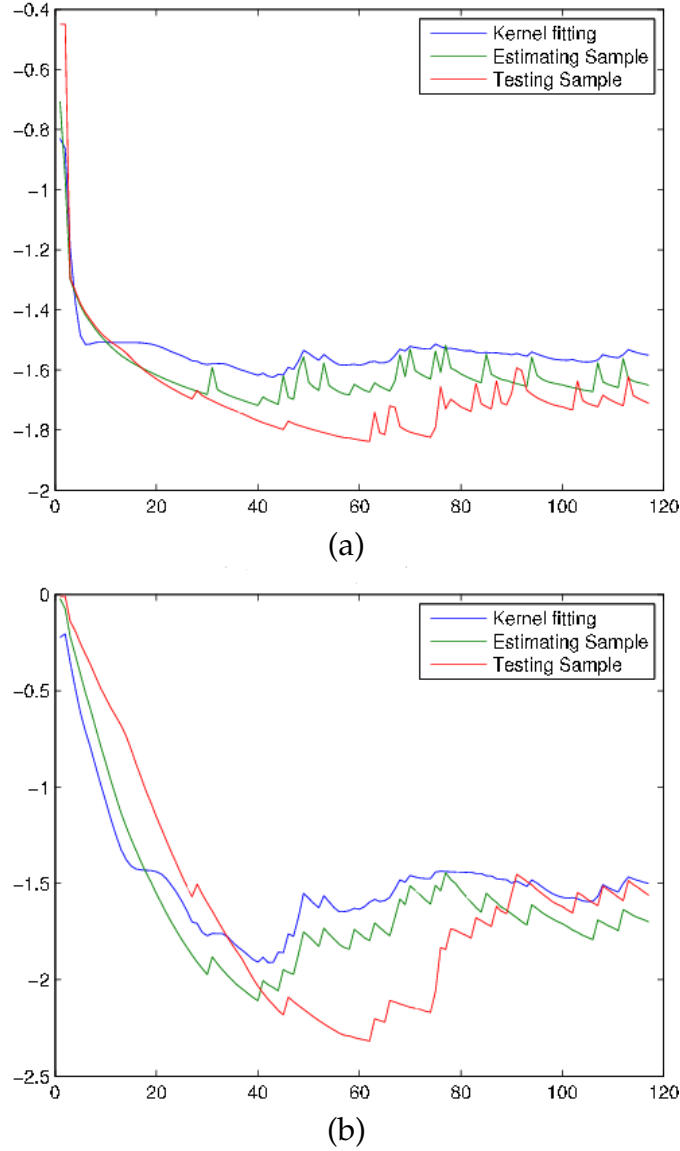 −0.4
−0.6
−0.8
−1
−1.2
−1.4
−1.6
−1.8
−2
0 20 40 60 80 100 120
Kernel fitting
Estimating Sample
Testing Sample
(a)
0
−0.5
−1
−1.5
−2
−2.5
0 20 40 60 80 100 120
Kernel fitting
Estimating Sample
Testing Sample
(b)